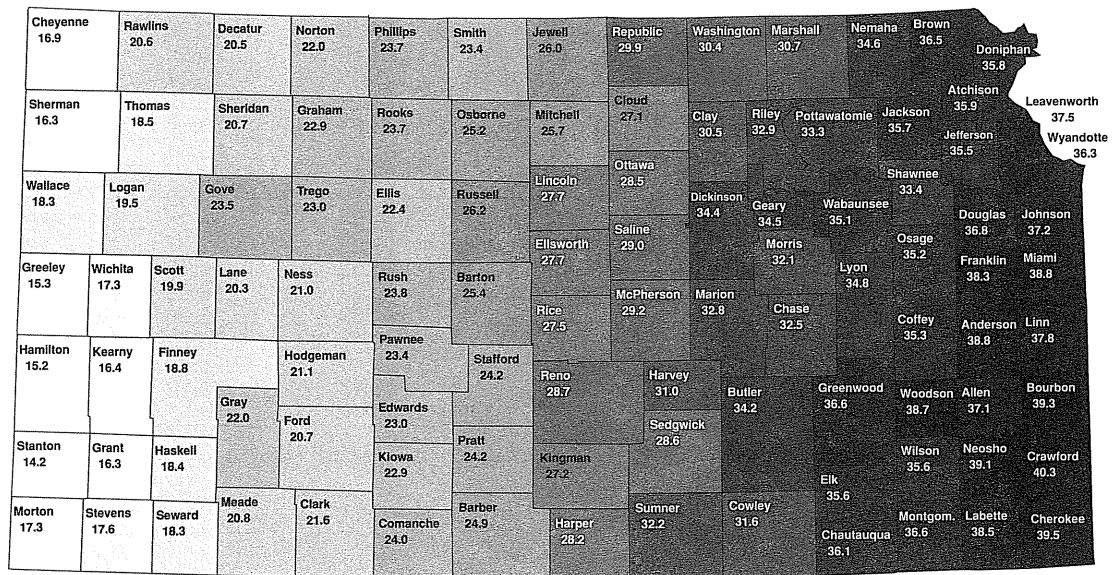 Cheyenne
16.9
Rawlins
20.6
Decatur
20.5
Norton
22.0
Phillips
23.7
Smith
23.4
Jewell
26.0
Republic
29.9
Washington
30.4
Marshall
30.7
Nemaha
34.6
Brown
36.5
Doniphan
35.8
Sherman
16.3
Thomas
18.5
Sheridan
20.7
Graham
22.9
Rooks
23.7
Osborne
25.2
Mitchell
25.7
Cloud
27.1
Clay
30.5
Riley
32.9
Pottawatomie
33.3
Jackson
35.7
Atchison
35.9
Jefferson
35.5
Leavenworth
37.5
Wyandotte
36.3
Wallace
18.3
Logan
19.5
Gove
23.5
Trego
23.0
Ellis
22.4
Russell
26.2
Lincoln
27.7
Ottawa
28.5
Dickinson
34.4
Geary
34.5
Wabaunsee
35.1
Shawnee
33.4
Douglas
36.8
Johnson
37.2
Ellsworth
27.7
Saline
29.0
Morris
32.1
Osage
35.2
Franklin
38.3
Miami
38.8
Greeley
15.3
Wichita
17.3
Scott
19.9
Lane
20.3
Ness
21.0
Rush
23.8
Barton
25.4
Rice
27.5
McPherson
29.2
Marion
32.8
Chase
32.5
Lyon
34.8
Coffey
35.3
Anderson
38.8
Linn
37.8
Hamilton
15.2
Kearny
16.4
Finney
18.8
Hodgeman
21.1
Pawnee
23.4
Stafford
24.2
Reno
28.7
Harvey
31.0
Butler
34.2
Greenwood
36.6
Woodson
38.7
Allen
37.1
Bourbon
39.3
Gray
22.0
Ford
20.7
Edwards
23.0
Sedgwick
28.6
Stanton
14.2
Grant
16.3
Haskell
18.4
Kiowa
22.9
Pratt
24.2
Kingman
27.2
Elk
35.6
Wilson
35.6
Neosho
39.1
Crawford
40.3
Morton
17.3
Stevens
17.6
Seward
18.3
Meade
20.8
Clark
21.6
Comanche
24.0
Barber
24.9
Harper
28.2
Sumner
32.2
Cowley
31.6
Chautauqua
36.1
Montgom.
36.6
Labette
38.5
Cherokee
39.5